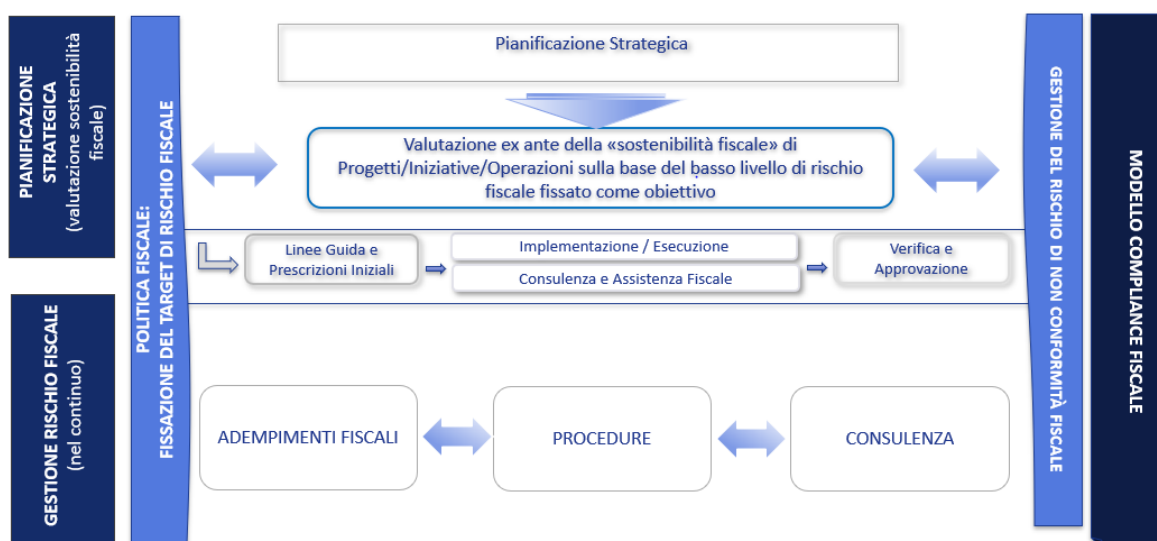 PIANIFICAZIONE
STRATEGICA
(valutazione sostenibilità
fiscale)
GESTIONE RISCHIO FISCALE
(nel continuo)
POLITICA FISCALE:
FISSAZIONE DEL TARGET DI RISCHIO FISCALE
Pianificazione Strategica
Valutazione ex ante della «sostenibilità fiscale» di
Progetti/Iniziative/Operazioni sulla base del basso livello di rischio
fiscale fissato come obiettivo
Linee Guida e
Prescrizioni Iniziali
Implementazione / Esecuzione
Consulenza e Assistenza Fiscale
Verifica e
Approvazione
ADEMPIMENTI FISCALI
PROCEDURE
CONSULENZA
GESTIONE DEL RISCHIO DI NON CONFORMITÀ FISCALE
MODELLO COMPLIANCE FISCALE